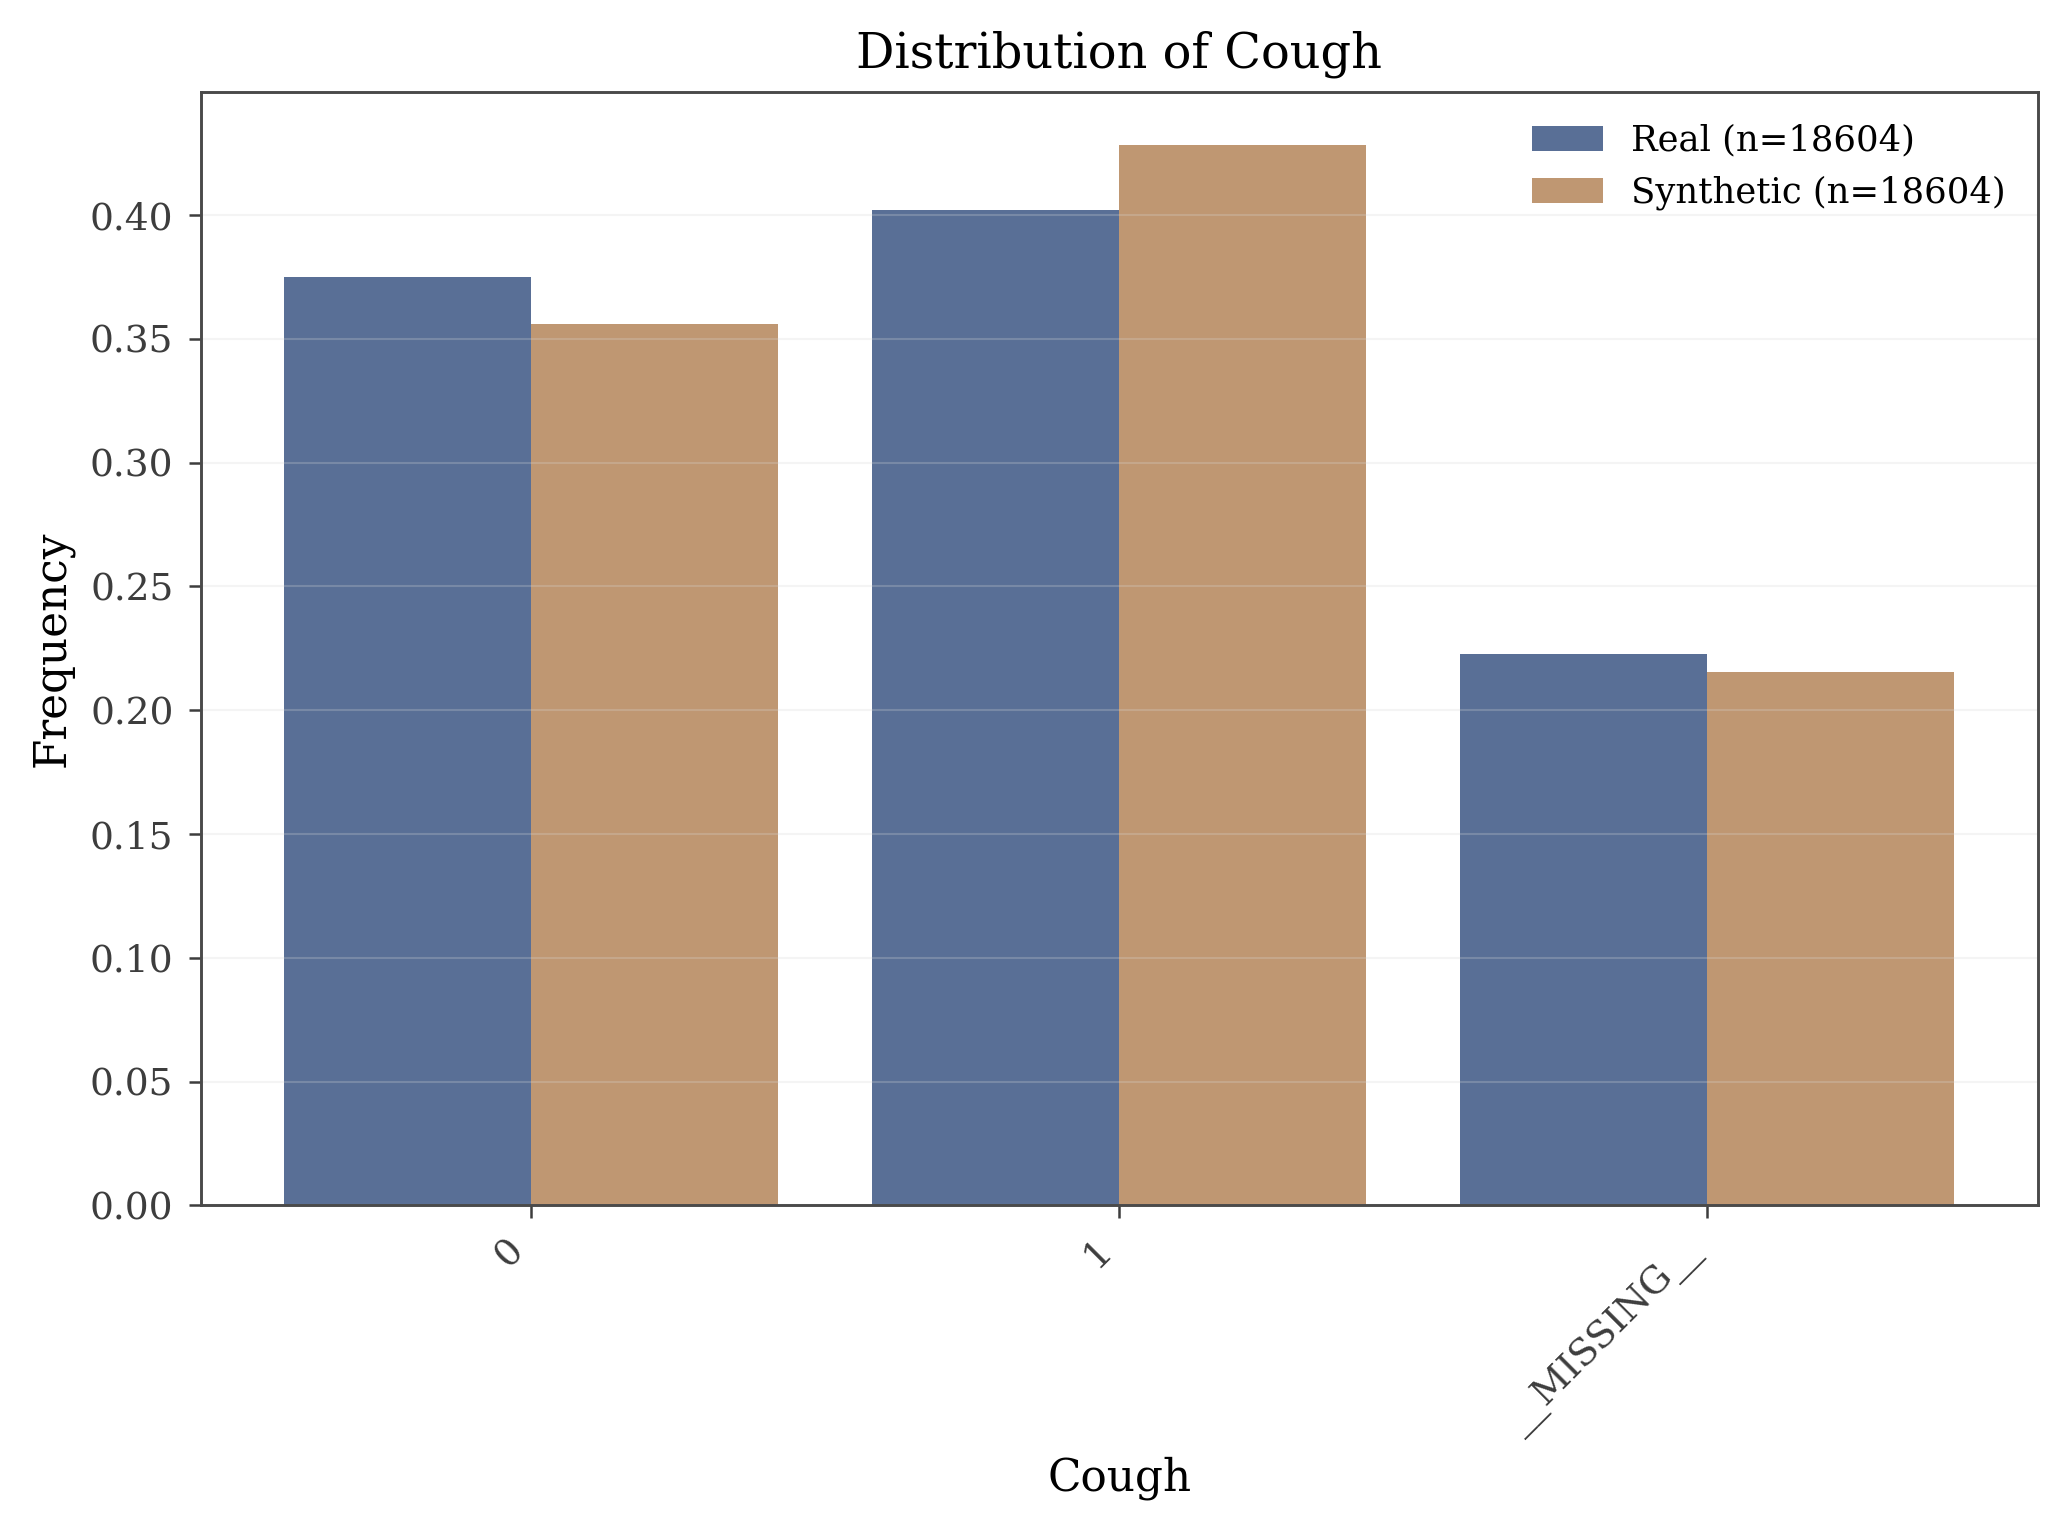 Distribution of Cough
Real (n=18604)
Synthetic (n=18604)
Frequency
0.40
0.35
0.30
0.25
0.20
0.15
0.10
0.05
0.00
0
1
__MISSING__
Cough